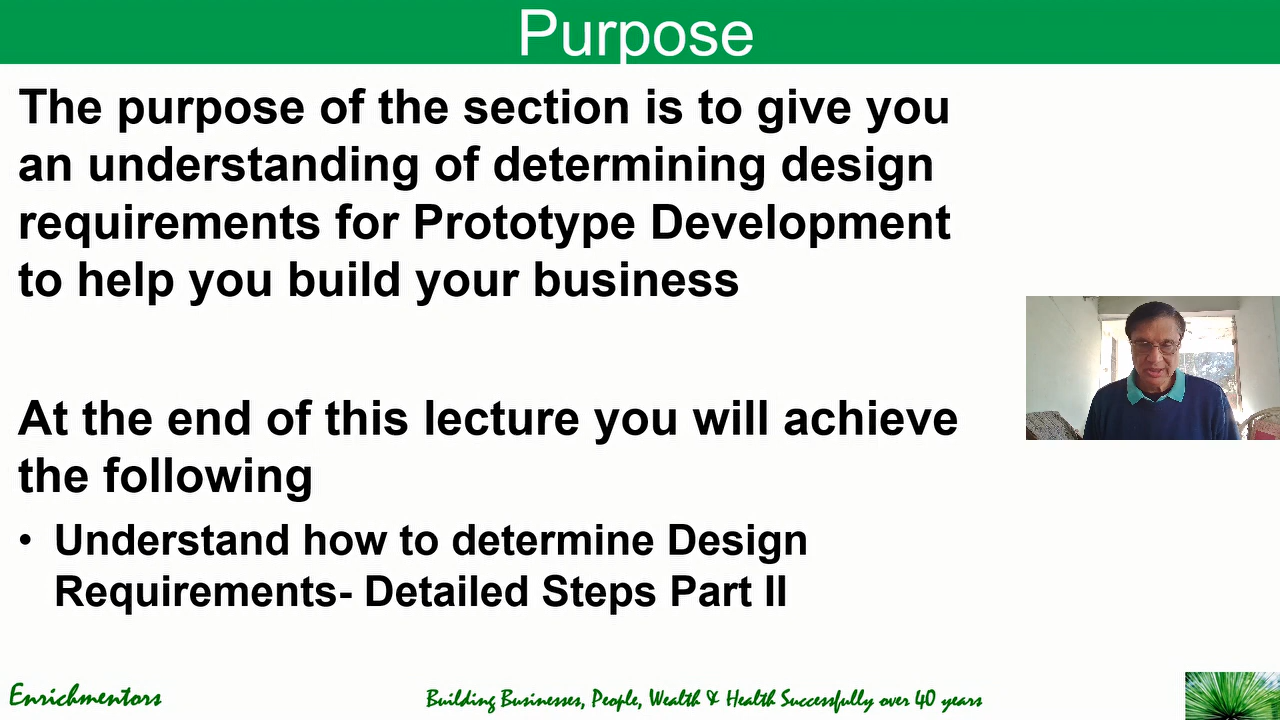 Purpose
The purpose of the section is to give you
an understanding of determining design
requirements for Prototype Development
to help you build your business
At the end of this lecture you will achieve
the following
• Understand how to determine Design
Requirements- Detailed Steps Part II
Enrichmentors
Building Businesses, People, Wealth & Health Successfully over 40 years